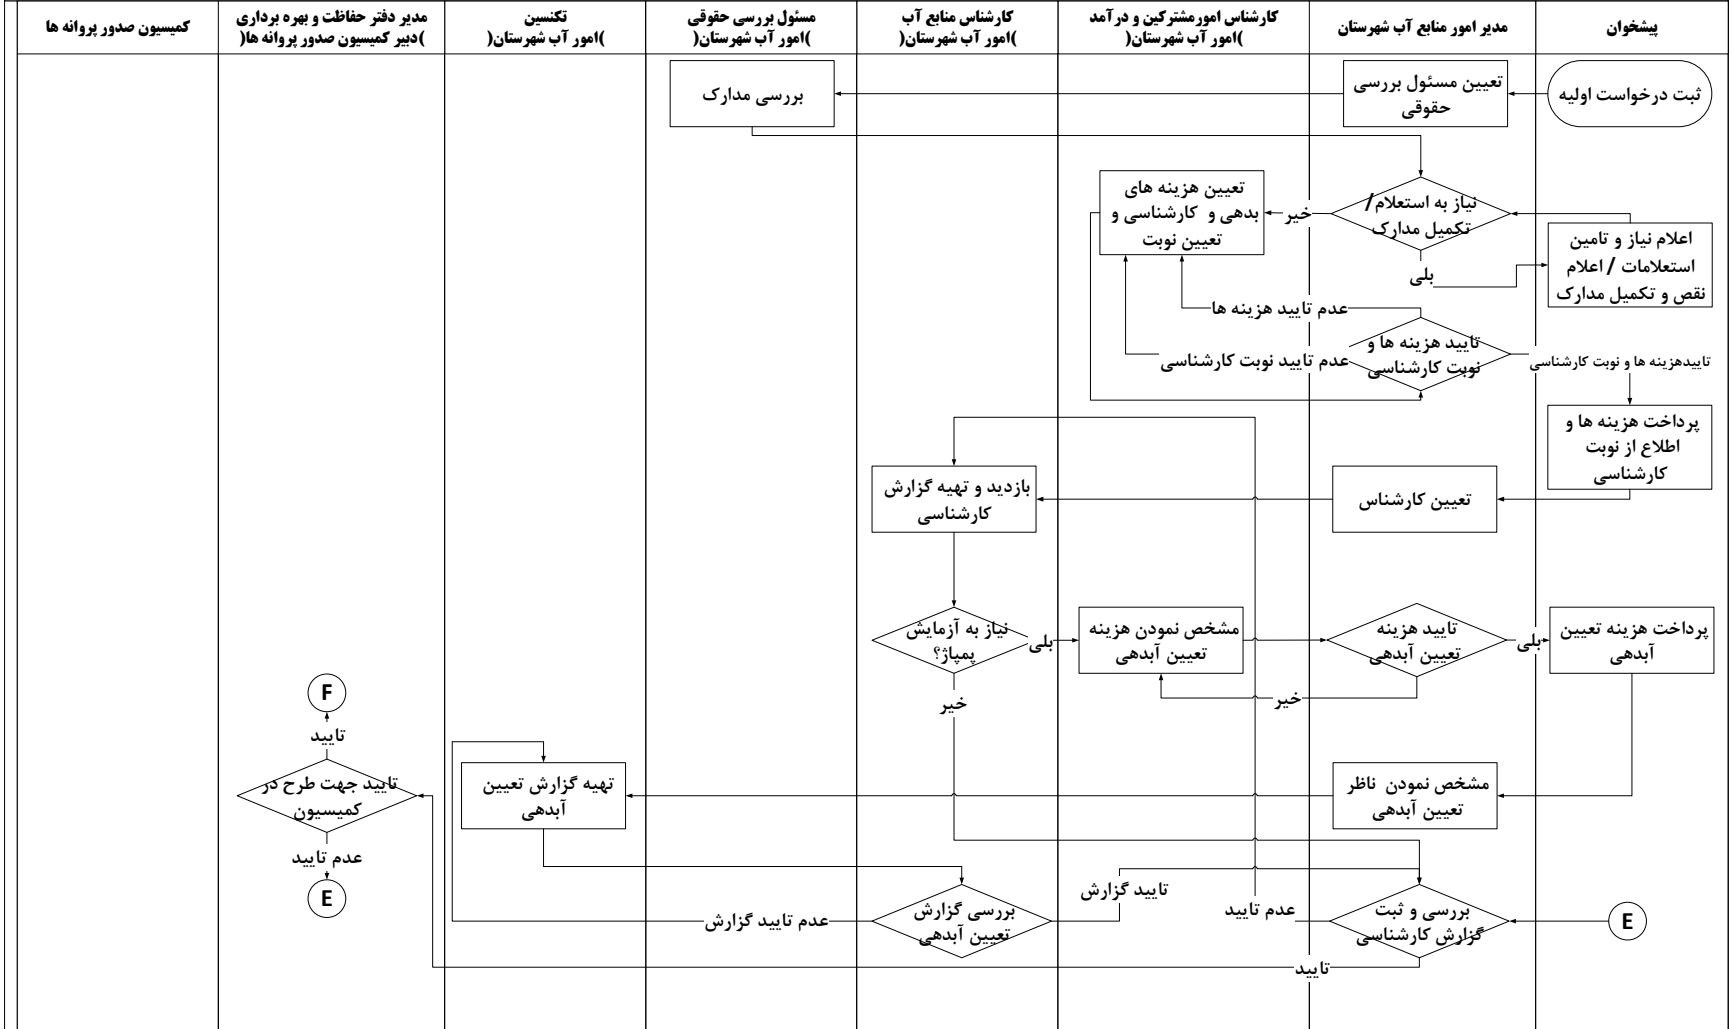 پیشخوان
مدیر امور منابع آب شهرستان
کارشناس امورمشترکین و درآمد
)امور آب شهرستان(
کارشناس منابع آب
)امور آب شهرستان(
مسئول بررسی حقوقی
)امور آب شهرستان(
تکنسین
)امور آب شهرستان(
مدیر دفتر حفاظت و بهره برداری
)دبیر کمیسیون صدور پروانه ها(
کمیسیون صدور پروانه ها
ثبت درخواست اولیه
تعیین مسئول بررسی
حقوقی
بررسی مدارک
نیاز به استعلام/
تکمیل مدارک
خیر
بلی
تعیین هزینه های
بدهی و کارشناسی و
تعیین نوبت
اعلام نیاز و تامین
استعلامات / اعلام
نقص و تکمیل مدارک
عدم تایید هزینه ها
تایید هزینه ها و
نوبت کارشناسی
عدم تایید نوبت کارشناسی
تاییدهزینه ها و نوبت کارشناسی
پرداخت هزینه ها و
اطلاع از نوبت
کارشناسی
تعیین کارشناس
بازدید و تهیه گزارش
کارشناسی
نیاز به آزمایش
پمپاژ؟
بلی
خیر
مشخص نمودن هزینه
تعیین آبدهی
تایید هزینه
تعیین آبدهی
بلی
خیر
پرداخت هزینه تعیین
آبدهی
مشخص نمودن ناظر
تعیین آبدهی
تهیه گزارش تعیین
آبدهی
F
تایید
تایید جهت طرح در
کمیسیون
عدم تایید
E
بررسی گزارش
تعیین آبدهی
تایید گزارش
عدم تایید گزارش
بررسی و ثبت
گزارش کارشناسی
عدم تایید
تایید
E